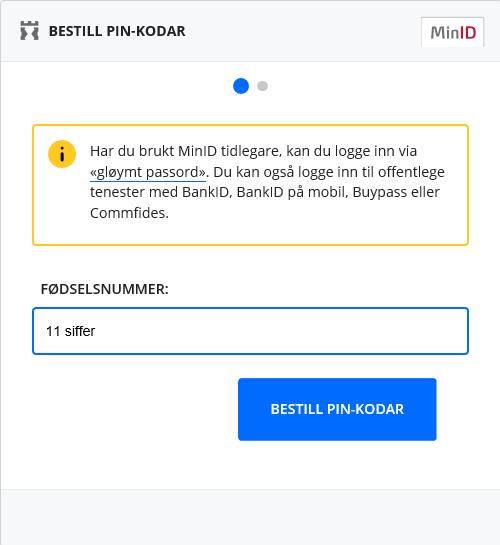 BESTILL PIN-KODAR
MinID
Har du brukt MinID tidlegare, kan du logge inn via
«gløymt passord». Du kan også logge inn til offentlege
tenester med BankID, BankID på mobil, Buypass eller
Commfides.
FØDSELSNUMMER:
11 siffer
BESTILL PIN-KODAR